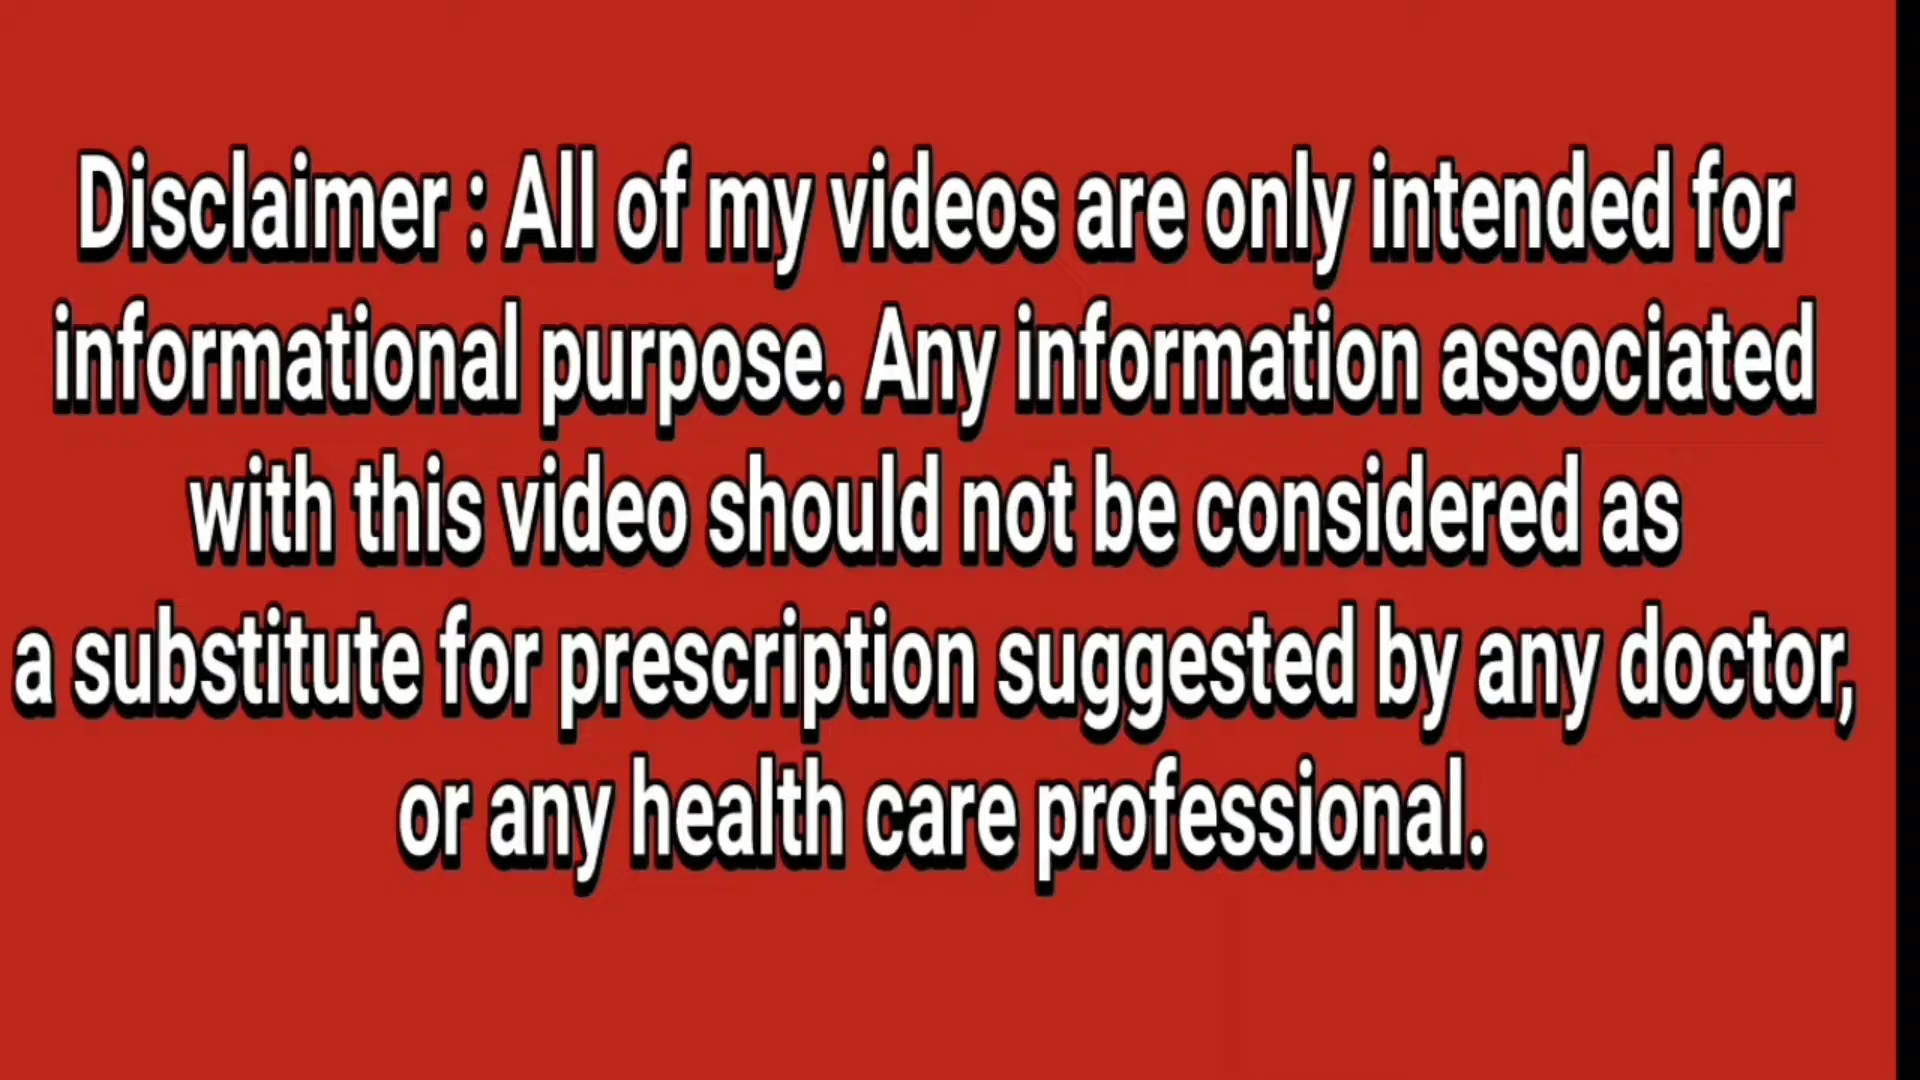 Disclaimer : All of my videos are only intended for
informational purpose. Any information associated
with this video should not be considered as
a substitute for prescription suggested by any doctor,
or any health care professional.